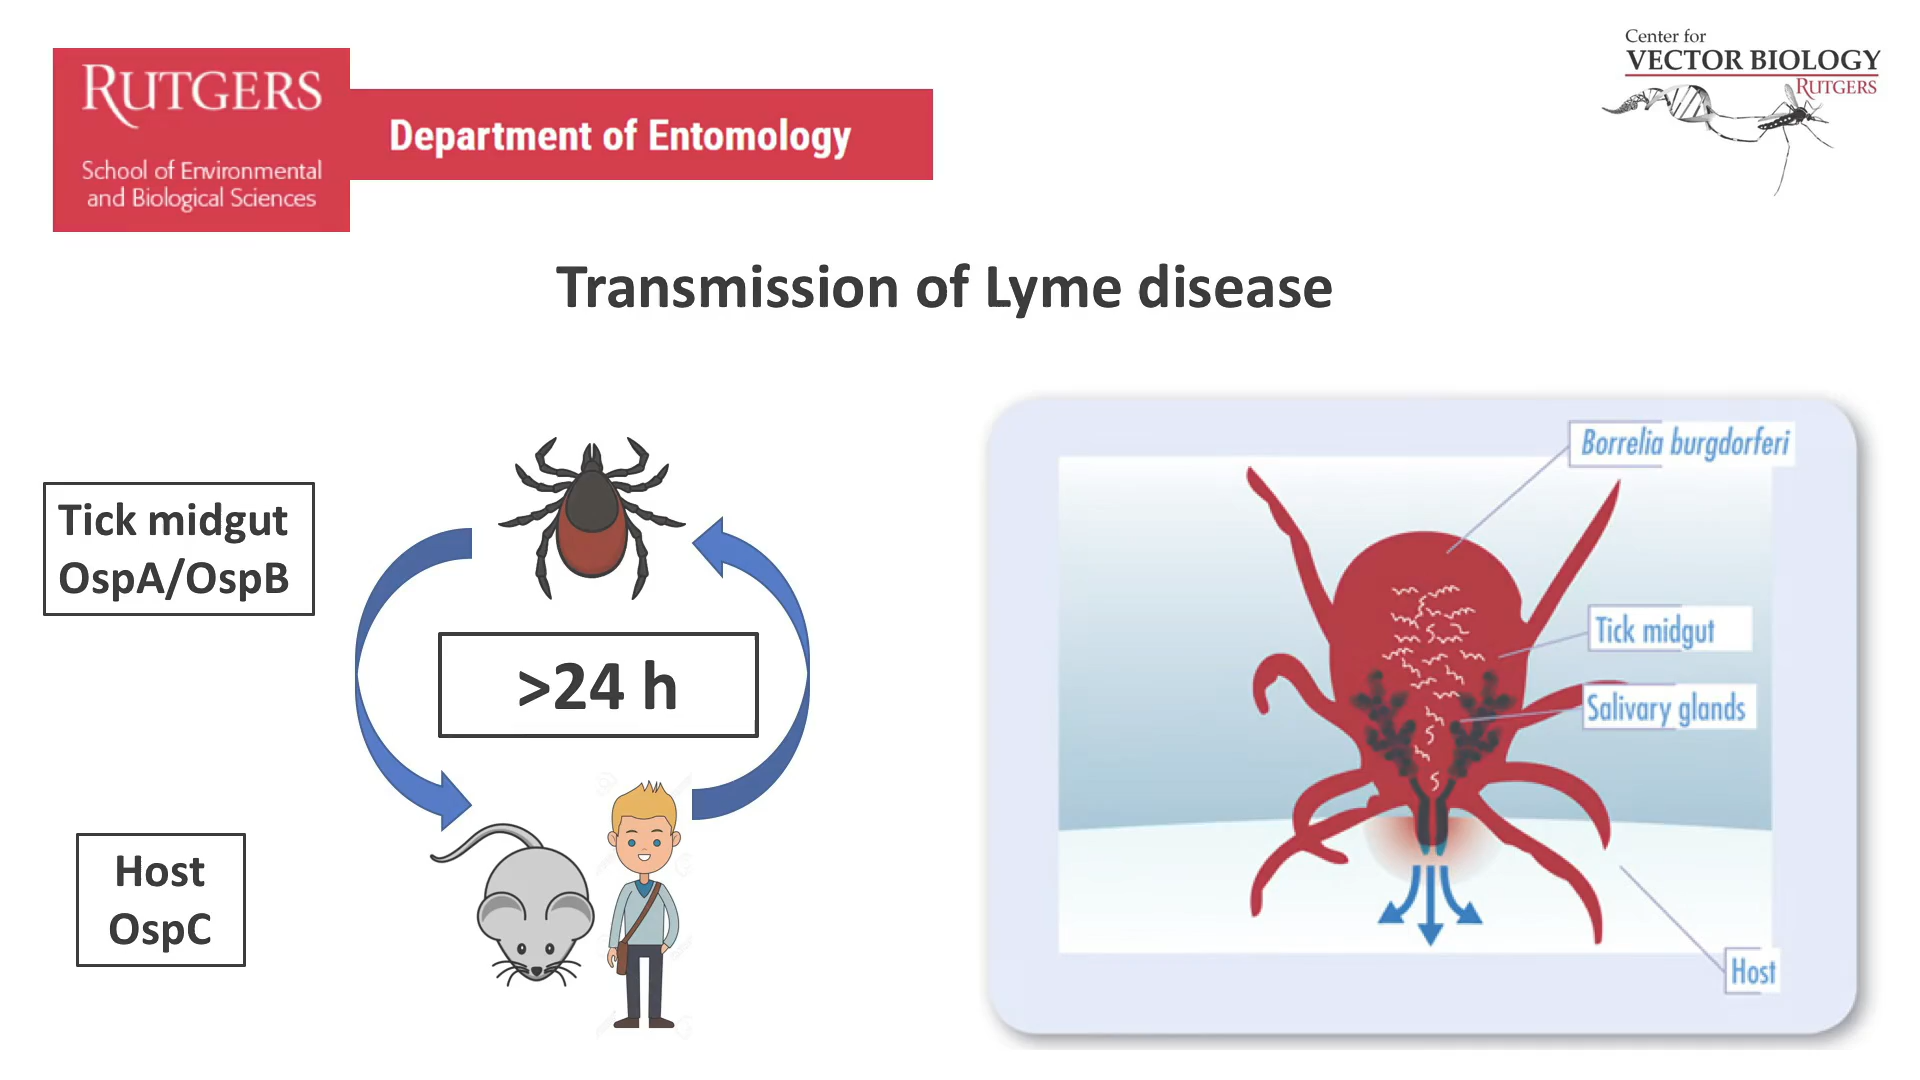 RUTGERS
School of Environmental
and Biological Sciences
Department of Entomology
Center for
VECTOR BIOLOGY
RUTGERS
Transmission of Lyme disease
Tick midgut
OspA/OspB
>24 h
Host
OspC
Borrelia burgdorferi
Tick midgut
Salivary glands
Host